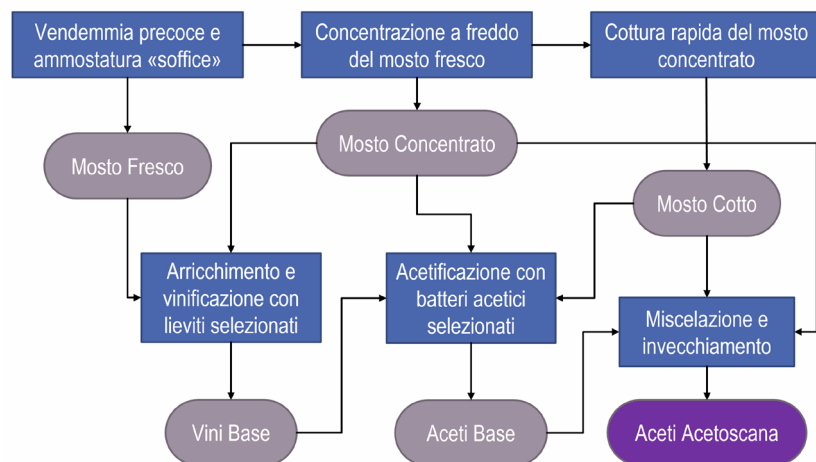 Vendemmia precoce e
ammostatura «soffice»
Concentrazione a freddo
del mosto fresco
Cottura rapida del mosto
concentrato
Mosto Fresco
Mosto Concentrato
Mosto Cotto
Arricchimento e
vinificazione con
lieviti selezionati
Acetificazione con
batteri acetici
selezionati
Miscelazione e
invecchiamento
Vini Base
Aceti Base
Aceti Acetoscana